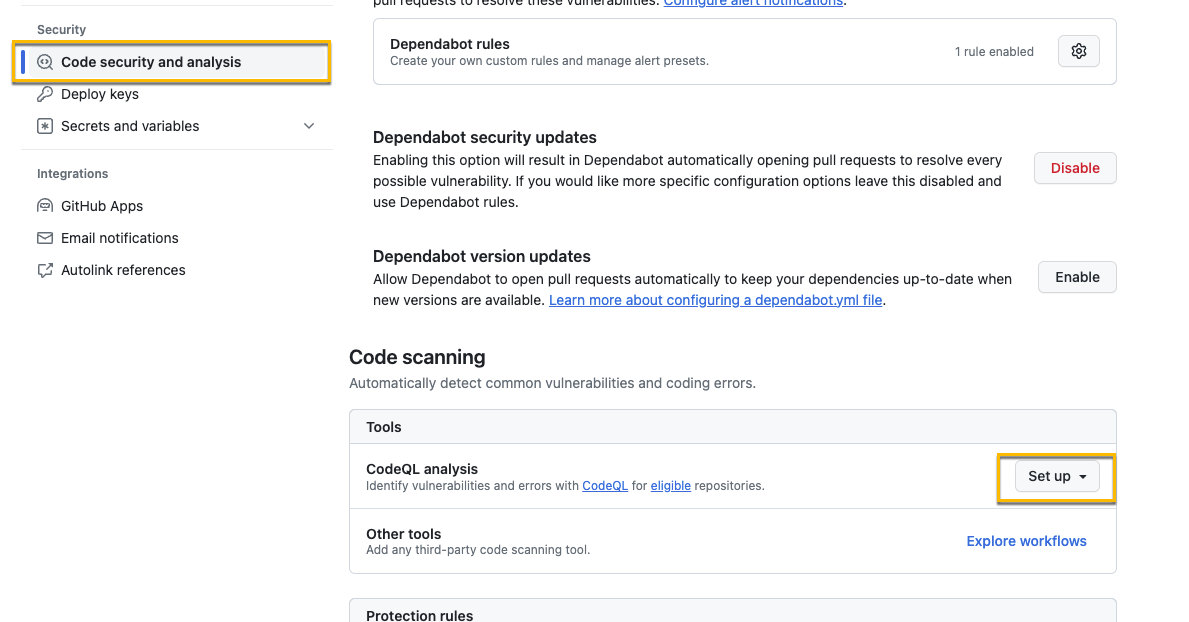 Security
Code security and analysis
Deploy keys
Secrets and variables
Integrations
GitHub Apps
Email notifications
Autolink references
pull requests to resolve these vulnerabilities. Configure alert notifications.
Dependabot rules
Create your own custom rules and manage alert presets.
1 rule enabled
Dependabot security updates
Enabling this option will result in Dependabot automatically opening pull requests to resolve every
possible vulnerability. If you would like more specific configuration options leave this disabled and
use Dependabot rules.
Disable
Dependabot version updates
Allow Dependabot to open pull requests automatically to keep your dependencies up-to-date when
new versions are available. Learn more about configuring a dependabot.yml file.
Enable
Code scanning
Automatically detect common vulnerabilities and coding errors.
Tools
CodeQL analysis
Identify vulnerabilities and errors with CodeQL for eligible repositories.
Set up
Other tools
Add any third-party code scanning tool.
Explore workflows
Protection rules